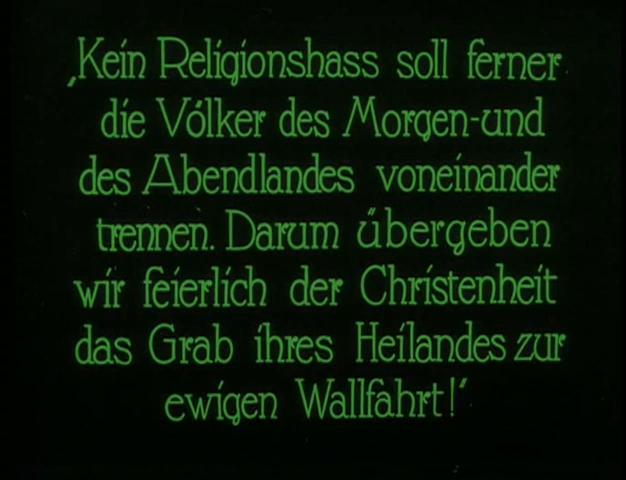 „Kein Religionshass soll ferner
die Völker des Morgen-und
des Abendlandes voneinander
trennen. Darum übergeben
wir feierlich der Christenheit
das Grab ihres Heilandes zur
ewigen Wallfahrt!“